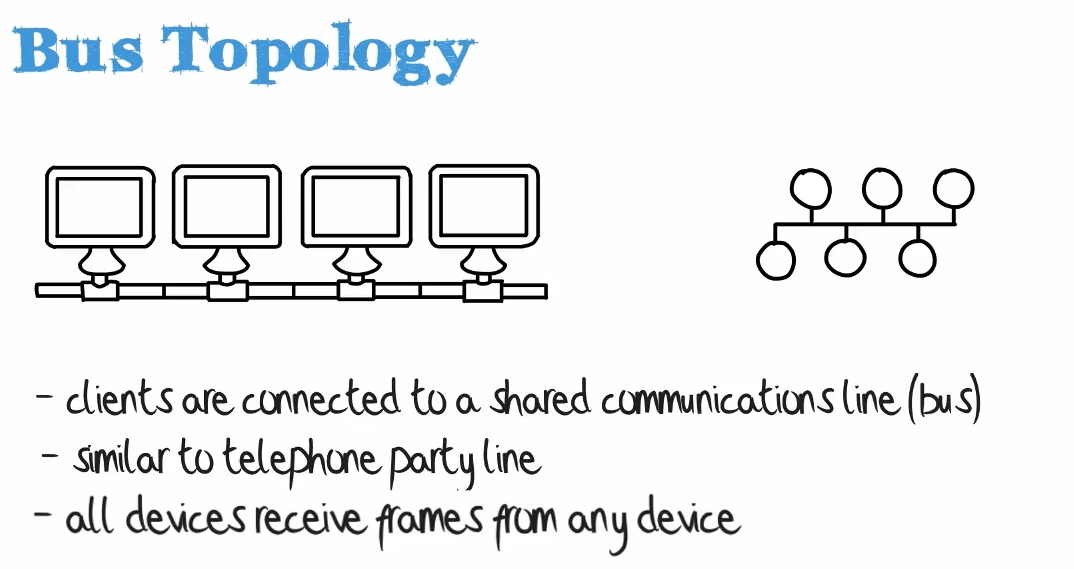 Bus Topology
- clients are connected to a shared communications line (bus)
- similar to telephone party line
- all devices receive frames from any device